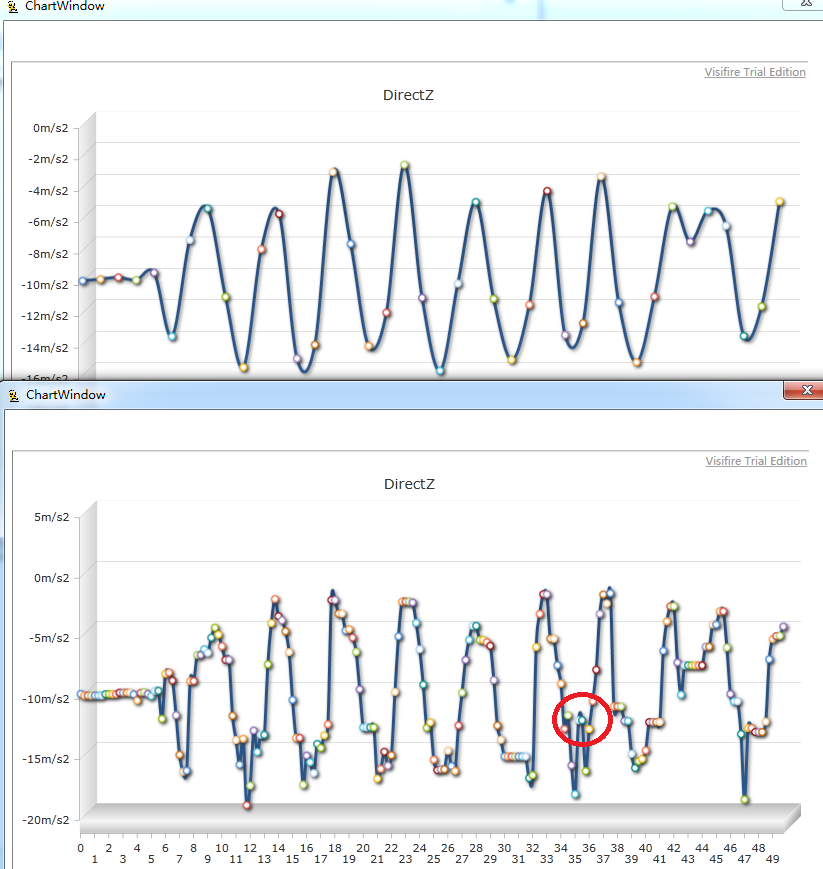 ChartWindow
Visifire Trial Edition
DirectZ
0m/s2
-2m/s2
-4m/s2
-6m/s2
-8m/s2
-10m/s2
-12m/s2
-14m/s2
-16m/s2
ChartWindow
Visifire Trial Edition
DirectZ
5m/s2
0m/s2
-5m/s2
-10m/s2
-15m/s2
-20m/s2
0 2 4 6 8 10 12 14 16 18 20 22 24 26 28 30 32 34 36 38 40 42 44 46 48
1 3 5 7 9 11 13 15 17 19 21 23 25 27 29 31 33 35 37 39 41 43 45 47 49